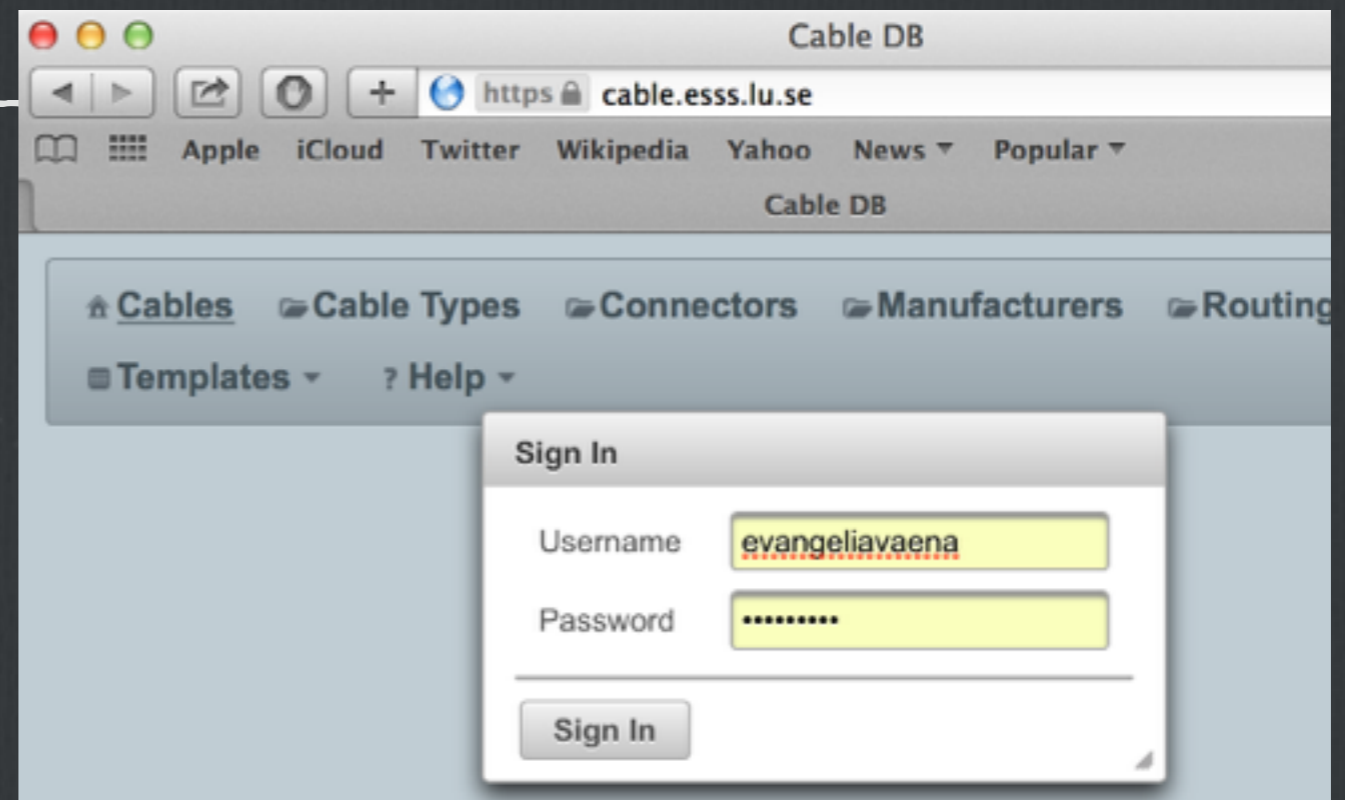 Cable DB
https cable.esss.lu.se
Apple iCloud Twitter Wikipedia Yahoo News Popular
Cable DB
Cables Cable Types Connectors Manufacturers Routing
Templates ? Help
Sign In
Username evangeliavaena
Password •••••••••
Sign In